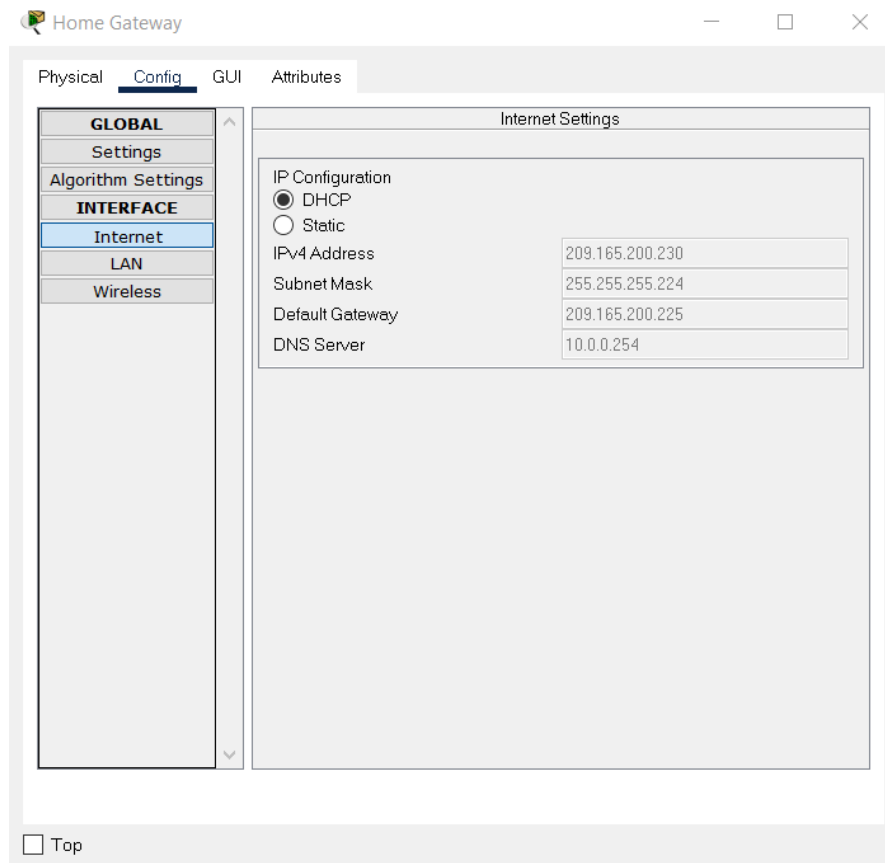 Home Gateway
Physical Config GUI Attributes
GLOBAL
Settings
Algorithm Settings
INTERFACE
Internet
LAN
Wireless
Internet Settings
IP Configuration
DHCP
Static
IPv4 Address 209.165.200.230
Subnet Mask 255.255.255.224
Default Gateway 209.165.200.225
DNS Server 10.0.0.254
Top